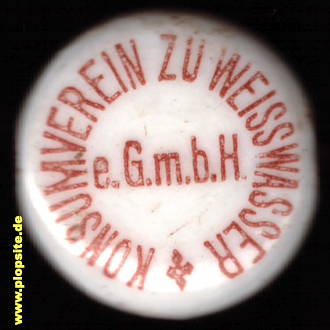 KONSUMVEREIN ZU WEISSWASSER
e.G.m.b.H.
www.plopsite.de